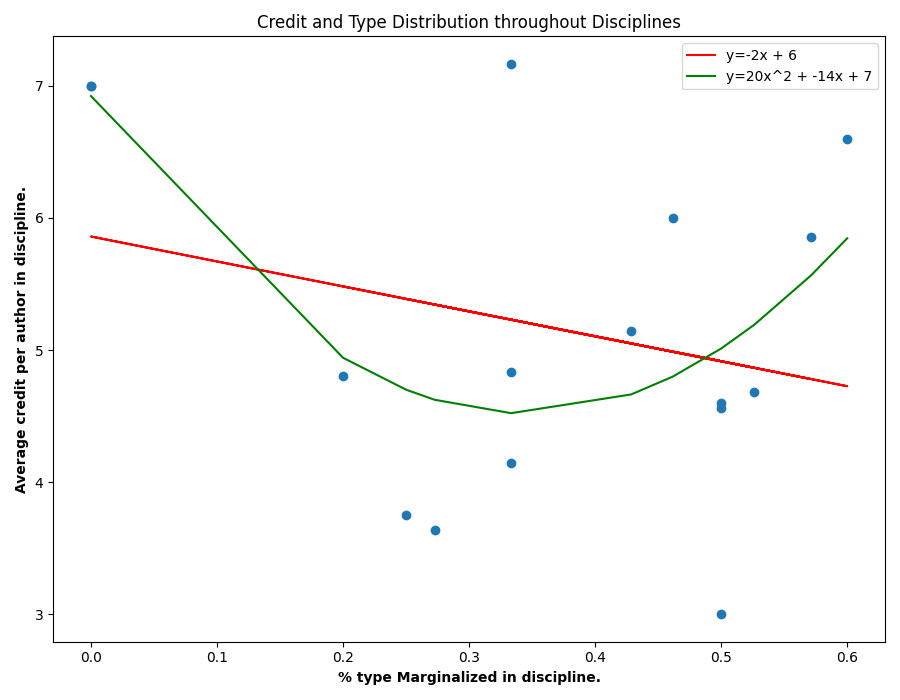 Credit and Type Distribution throughout Disciplines
y=-2x + 6
y=20x^2 + -14x + 7
Average credit per author in discipline.
7
6
5
4
3
0.0 0.1 0.2 0.3 0.4 0.5 0.6
% type Marginalized in discipline.